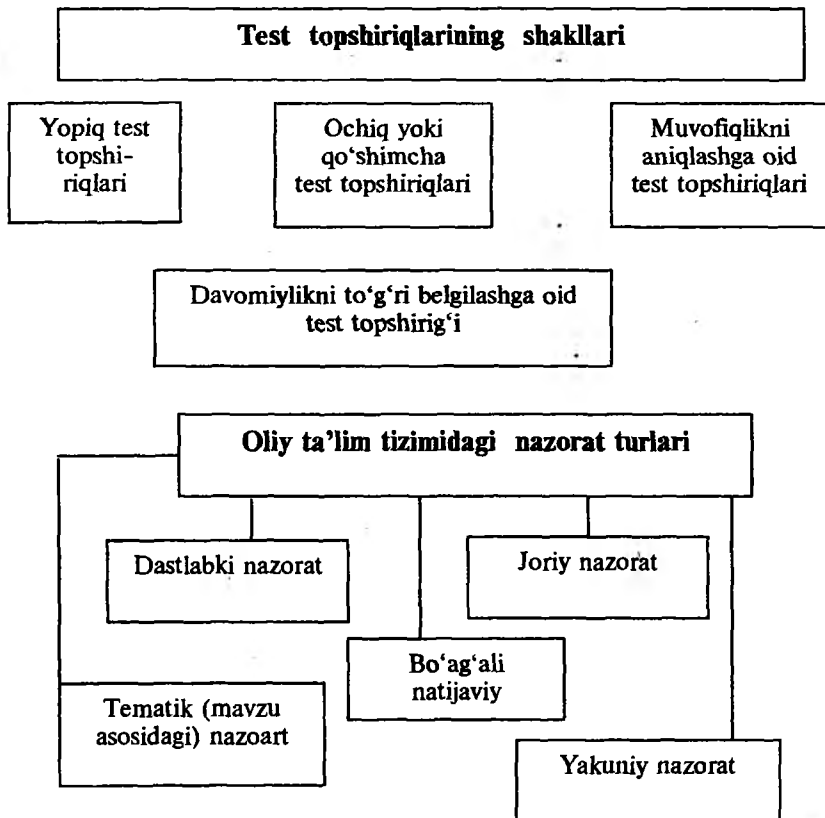 Test topshiriqlarining shakllari
Yopiq test
topshi-
riqlari
Ochiq yoki
qo‘shimcha
test topshiriqlari
Muvofiqlikni
aniqlashga oid
test topshiriqlari
Davomiylikni to‘g‘ri belgilashga oid
test topshirig‘i
Oliy ta’lim tizimidagi nazorat turlari
Dastlabki nazorat
Joriy nazorat
Bo‘ag‘ali
natijaviy
Tematik (mavzu
asosidagi) nazoart
Yakuniy nazorat